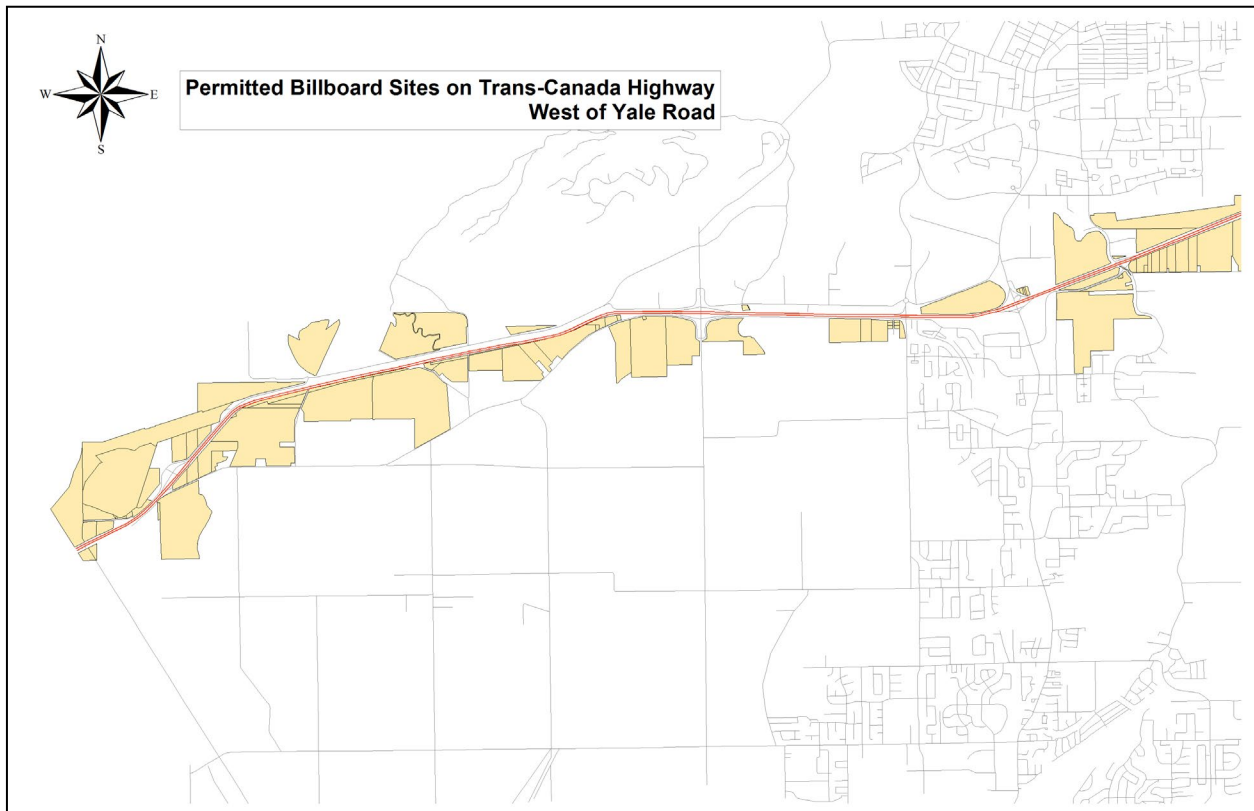 N
W E
S
Permitted Billboard Sites on Trans-Canada Highway
West of Yale Road